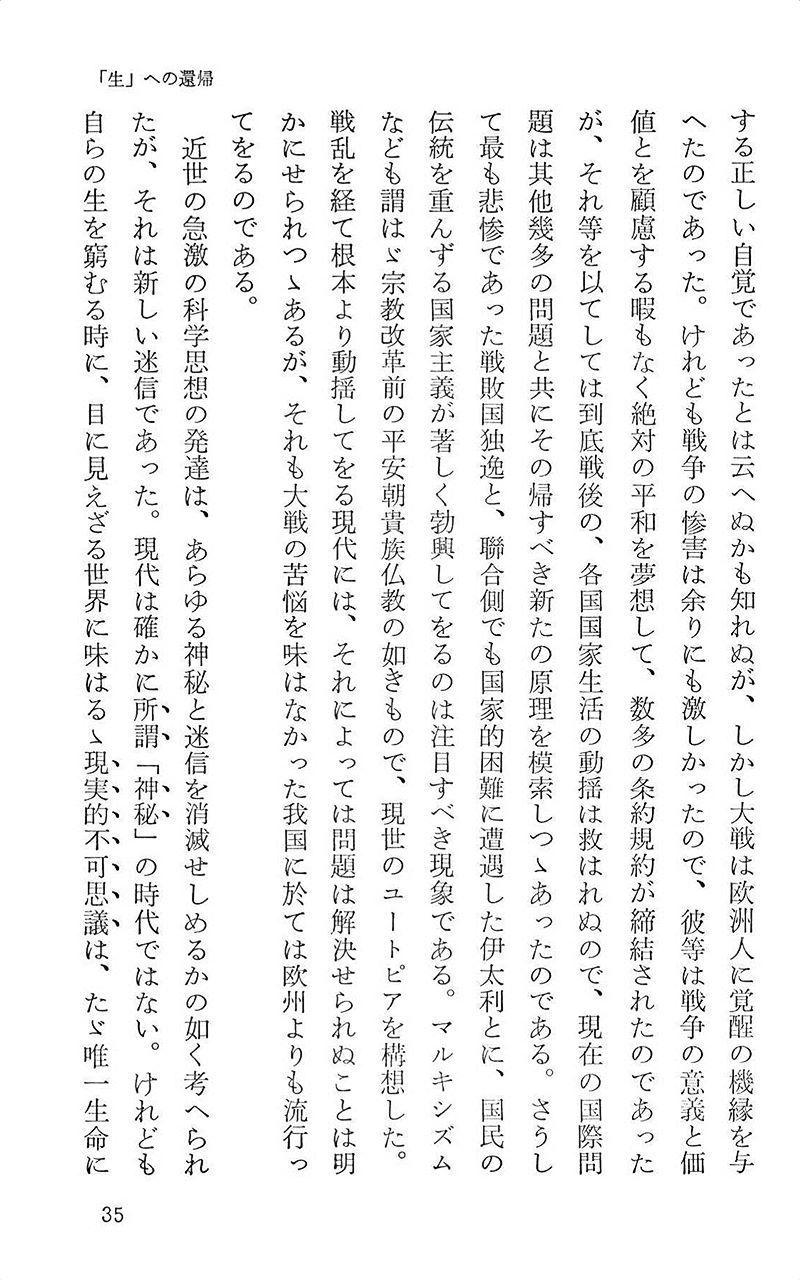 「生」への還帰
する正しい自覚であったとは云へぬかも知れぬが、しかし大戦は欧洲人に覚醒の機縁を与
へたのであった。けれども戦争の惨害は余りにも激しかったので、彼等は戦争の意義と価
値とを顧慮する暇もなく絶対の平和を夢想して、数多の条約規約が締結されたのであった
が、それ等を以てしては到底戦後の、各国国家生活の動揺は救はれぬので、現在の国際問
題は其他幾多の問題と共にその帰すべき新たの原理を模索しつゝあったのである。さうし
て最も悲惨であった戦敗国独逸と、聯合側でも国家的困難に遭遇した伊太利とに、国民の
伝統を重んずる国家主義が著しく勃興してをるのは注目すべき現象である。マルキシズム
なども謂はゞ宗教改革前の平安朝貴族仏教の如きもので、現世のユートピアを構想した。
戦乱を経て根本より動揺してをる現代には、それによっては問題は解決せられぬことは明
かにせられつゝあるが、それも大戦の苦悩を味はなかった我国に於ては欧州よりも流行っ
てをるのである。
近世の急激の科学思想の発達は、あらゆる神秘と迷信を消滅せしめるかの如く考へられ
たが、それは新しい迷信であった。現代は確かに所謂「神秘」の時代ではない。けれども
自らの生を窮むる時に、目に見えざる世界に味はるゝ現実的不可思議は、たゞ唯一生命に
35